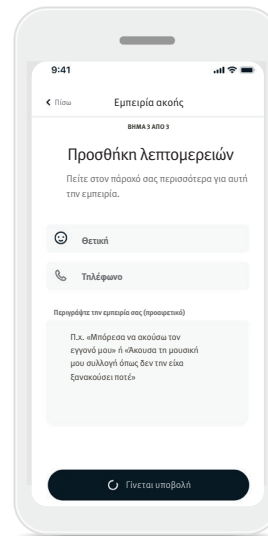 9:41
Πίσω
Εμπειρία ακοής
ΒΗΜΑ 3 ΑΠΟ 3
Προσθήκη λεπτομερειών
Πείτε στον πάροχό σας περισσότερα για αυτή
την εμπειρία.
Θετική
Τηλέφωνο
Περιγράψτε την εμπειρία σας (προαιρετικό)
Π.χ. «Μπόρεσα να ακούσω τον
εγγονό μου» ή «Άκουσα τη μουσική
μου συλλογή όπως δεν την είχα
ξανακούσει ποτέ»
Γίνεται υποβολή